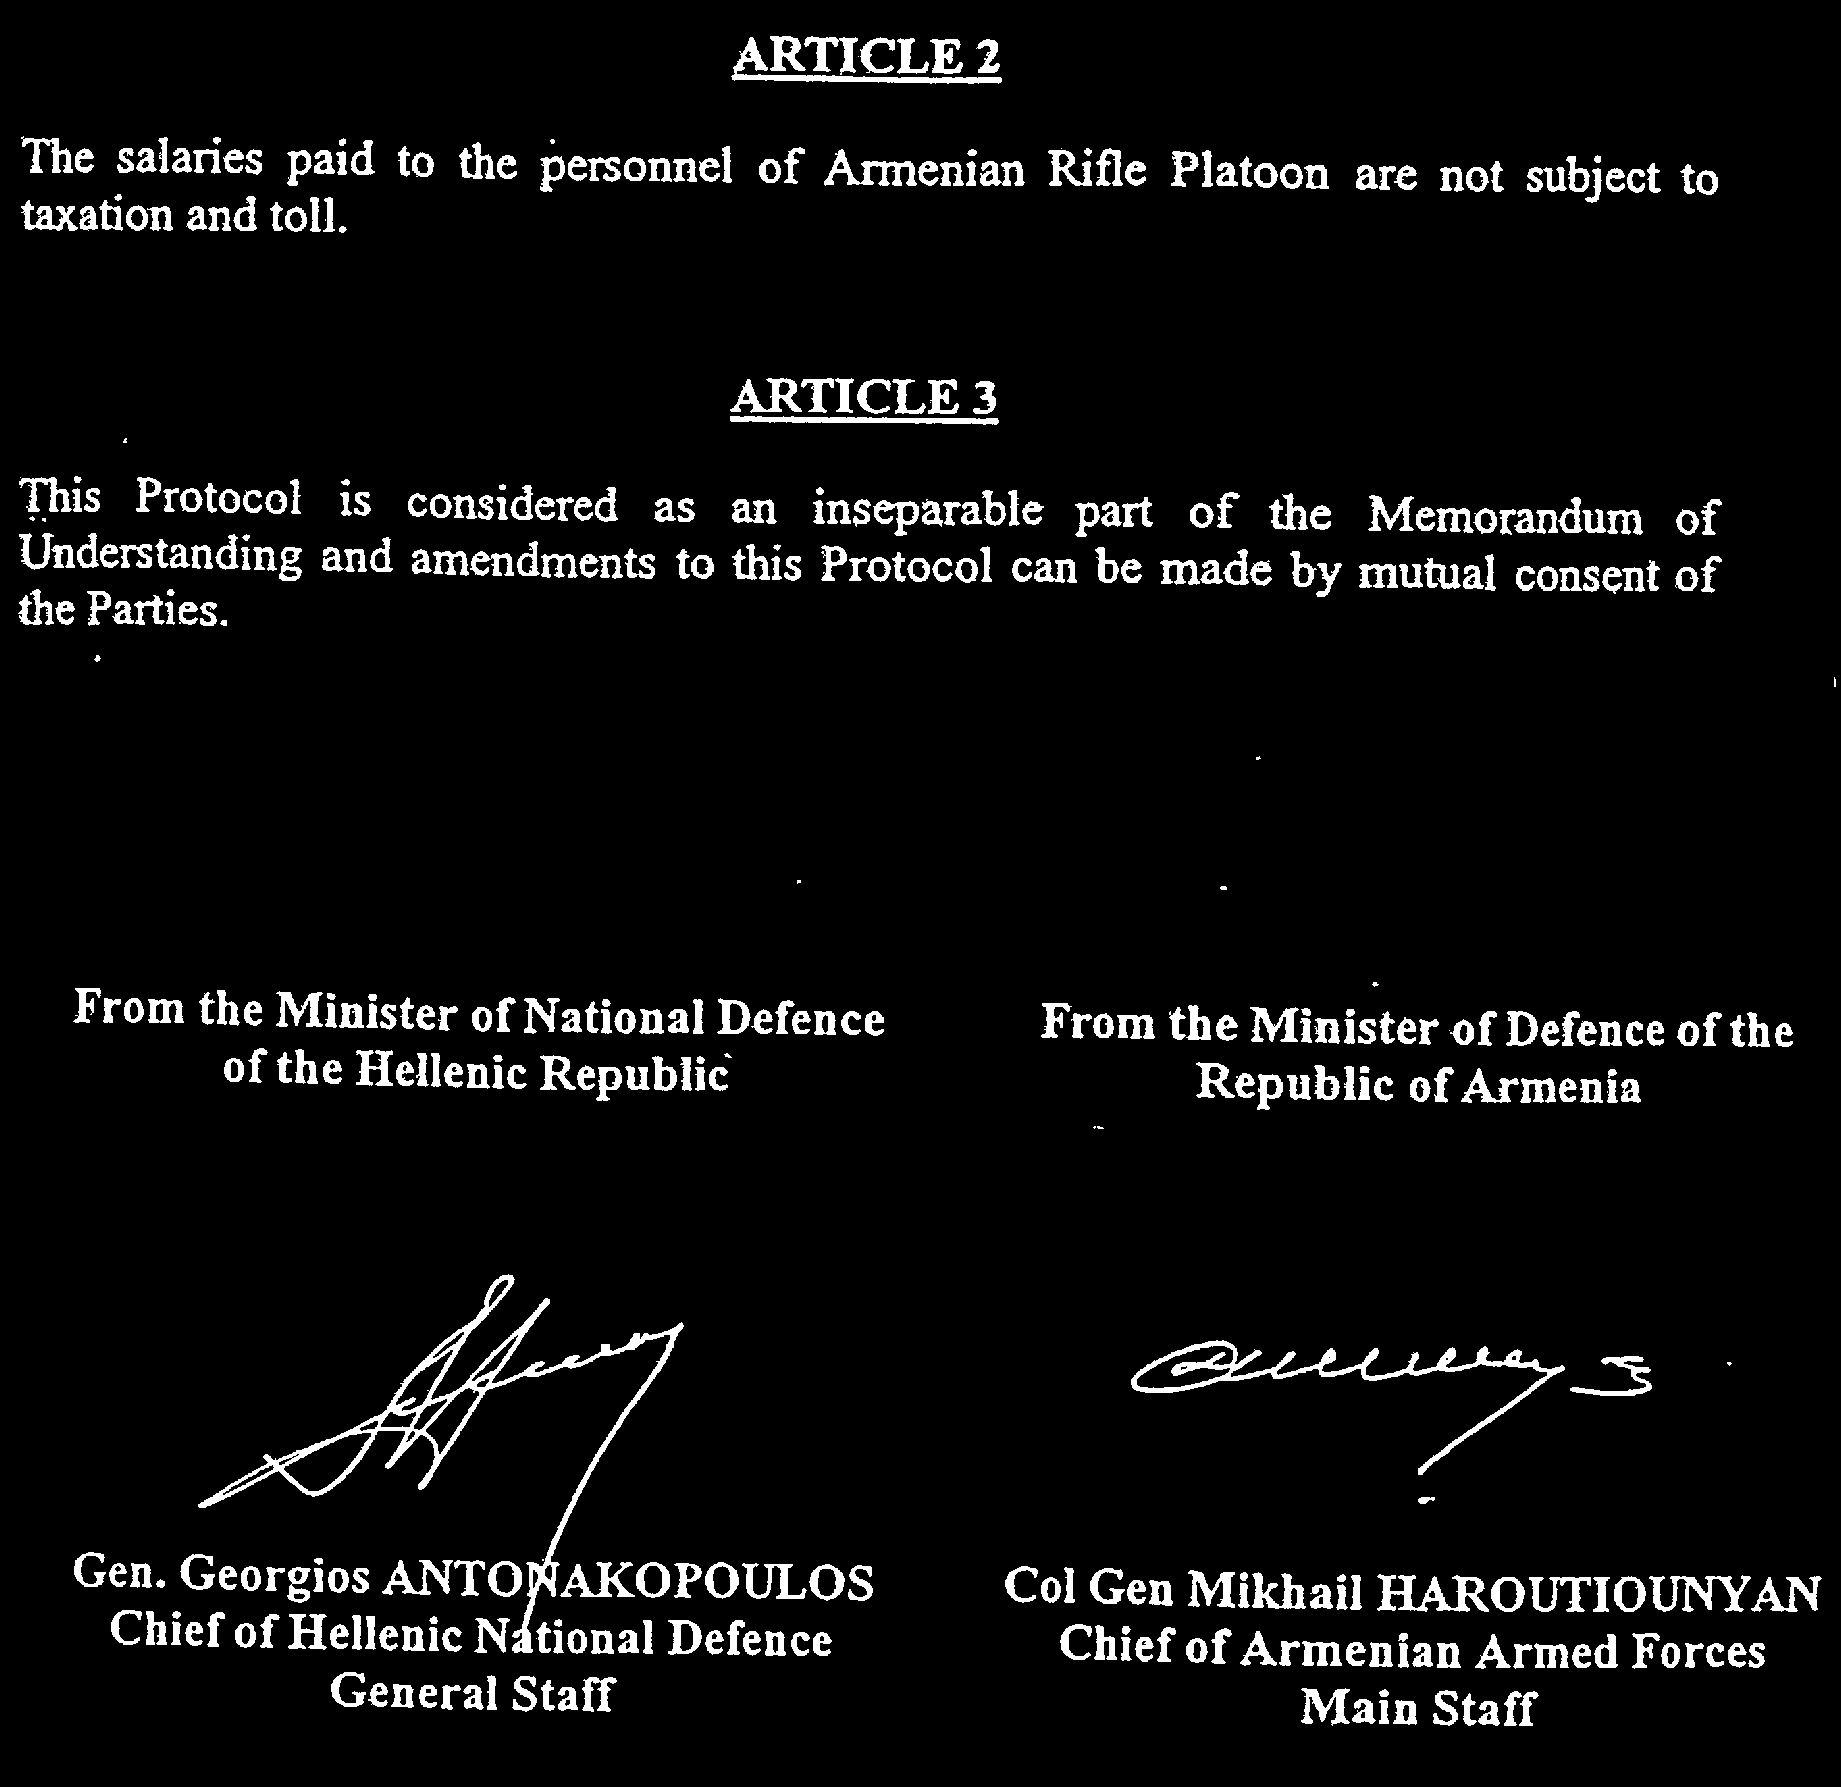 ARTICLE 2
The salaries paid to the personnel of Armenian Rifle Platoon are not subject to
taxation and toll.
ARTICLE 3
This Protocol is considered as an inseparable part of the Memorandum of
Understanding and amendments to this Protocol can be made by mutual consent of
the Parties.
From the Minister of National Defence
of the Hellenic Republic
From the Minister of Defence of the
Republic of Armenia
Gen. Georgios ANTONAKOPOULOS
Chief of Hellenic National Defence
General Staff
Col Gen Mikhail HAROUTIOUNYAN
Chief of Armenian Armed Forces
Main Staff